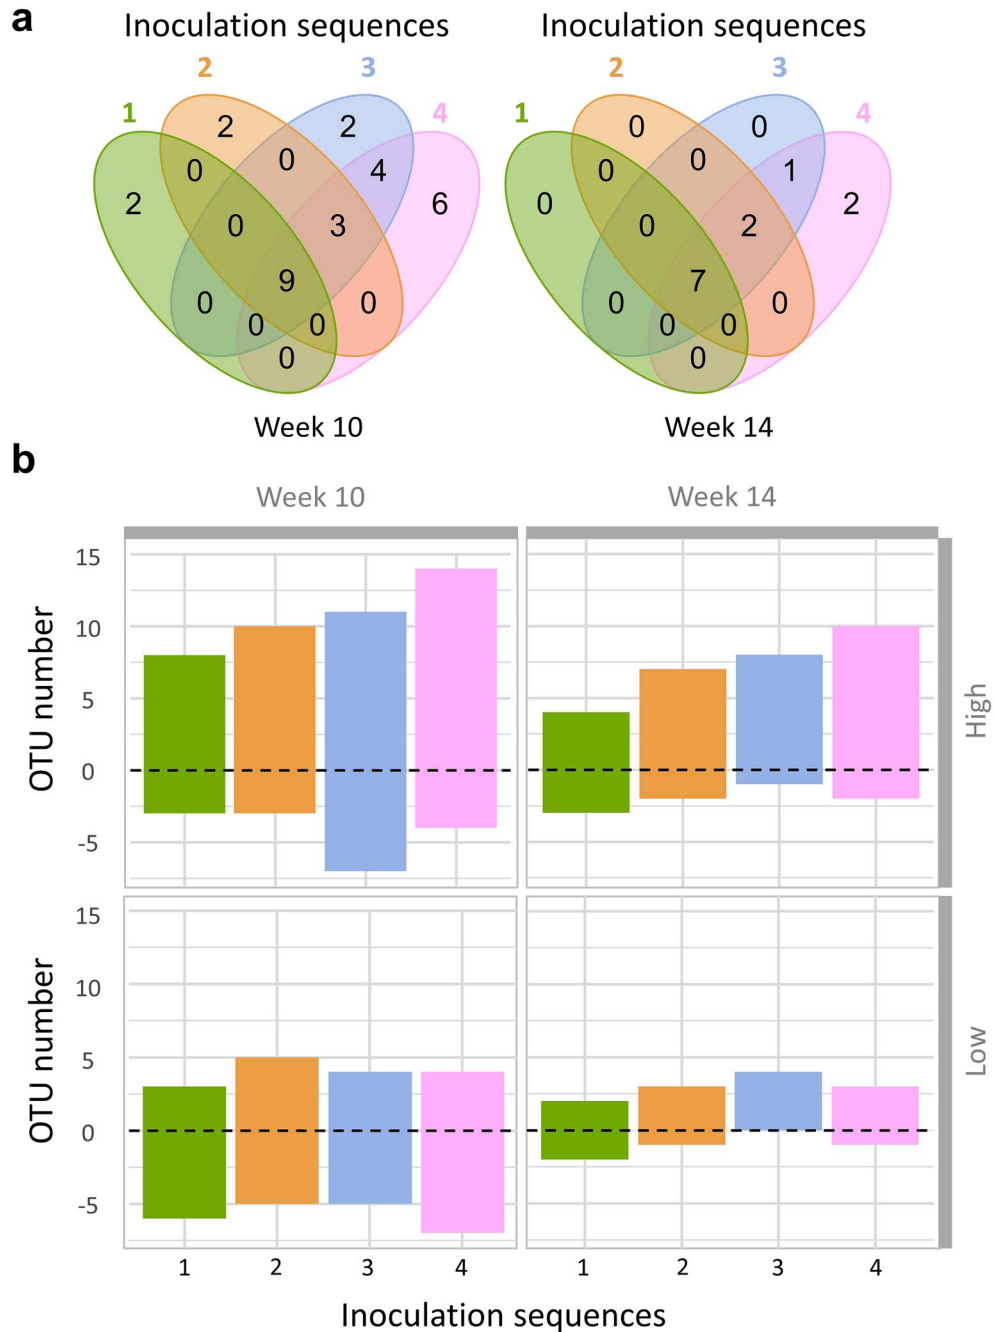 a
Inoculation sequences Inoculation sequences
2 3 2 3
1 4 1 4
2 2 0 0
0 0
0 4 0 1
2 6 0 2
0 3 0 2
9 7
0 0 0 0
0 0 0 0
0 0
Week 10 Week 14
b
Week 10 Week 14
15
10
5
0
-5
OTU number
High
15
10
5
0
-5
OTU number
Low
1 2 3 4 1 2 3 4
Inoculation sequences